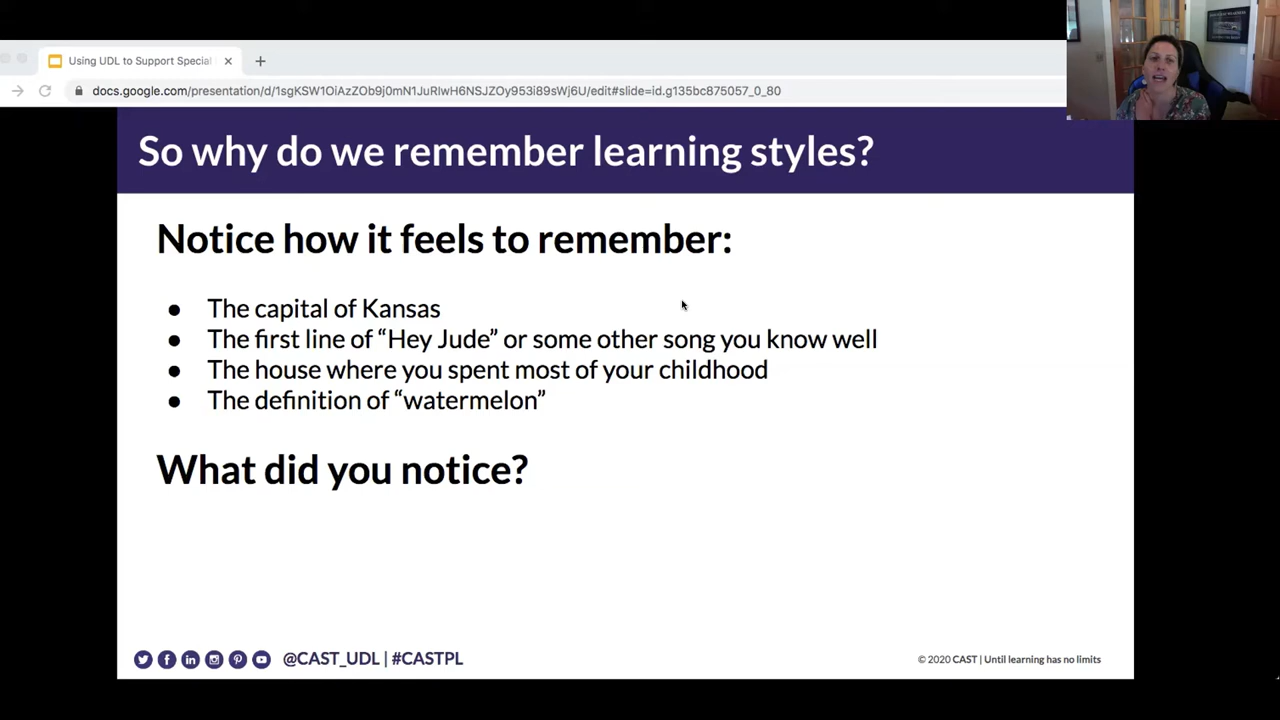 Using UDL to Support Special
docs.google.com/presentation/d/1sgKSW1OiAzZOb9j0mN1JuRlwH6NSJZOy953i89sWj6U/edit#slide=id.g135bc875057_0_80
So why do we remember learning styles?
Notice how it feels to remember:
● The capital of Kansas
● The first line of “Hey Jude” or some other song you know well
● The house where you spent most of your childhood
● The definition of “watermelon”
What did you notice?
@CAST_UDL | #CASTPL
© 2020 CAST | Until learning has no limits